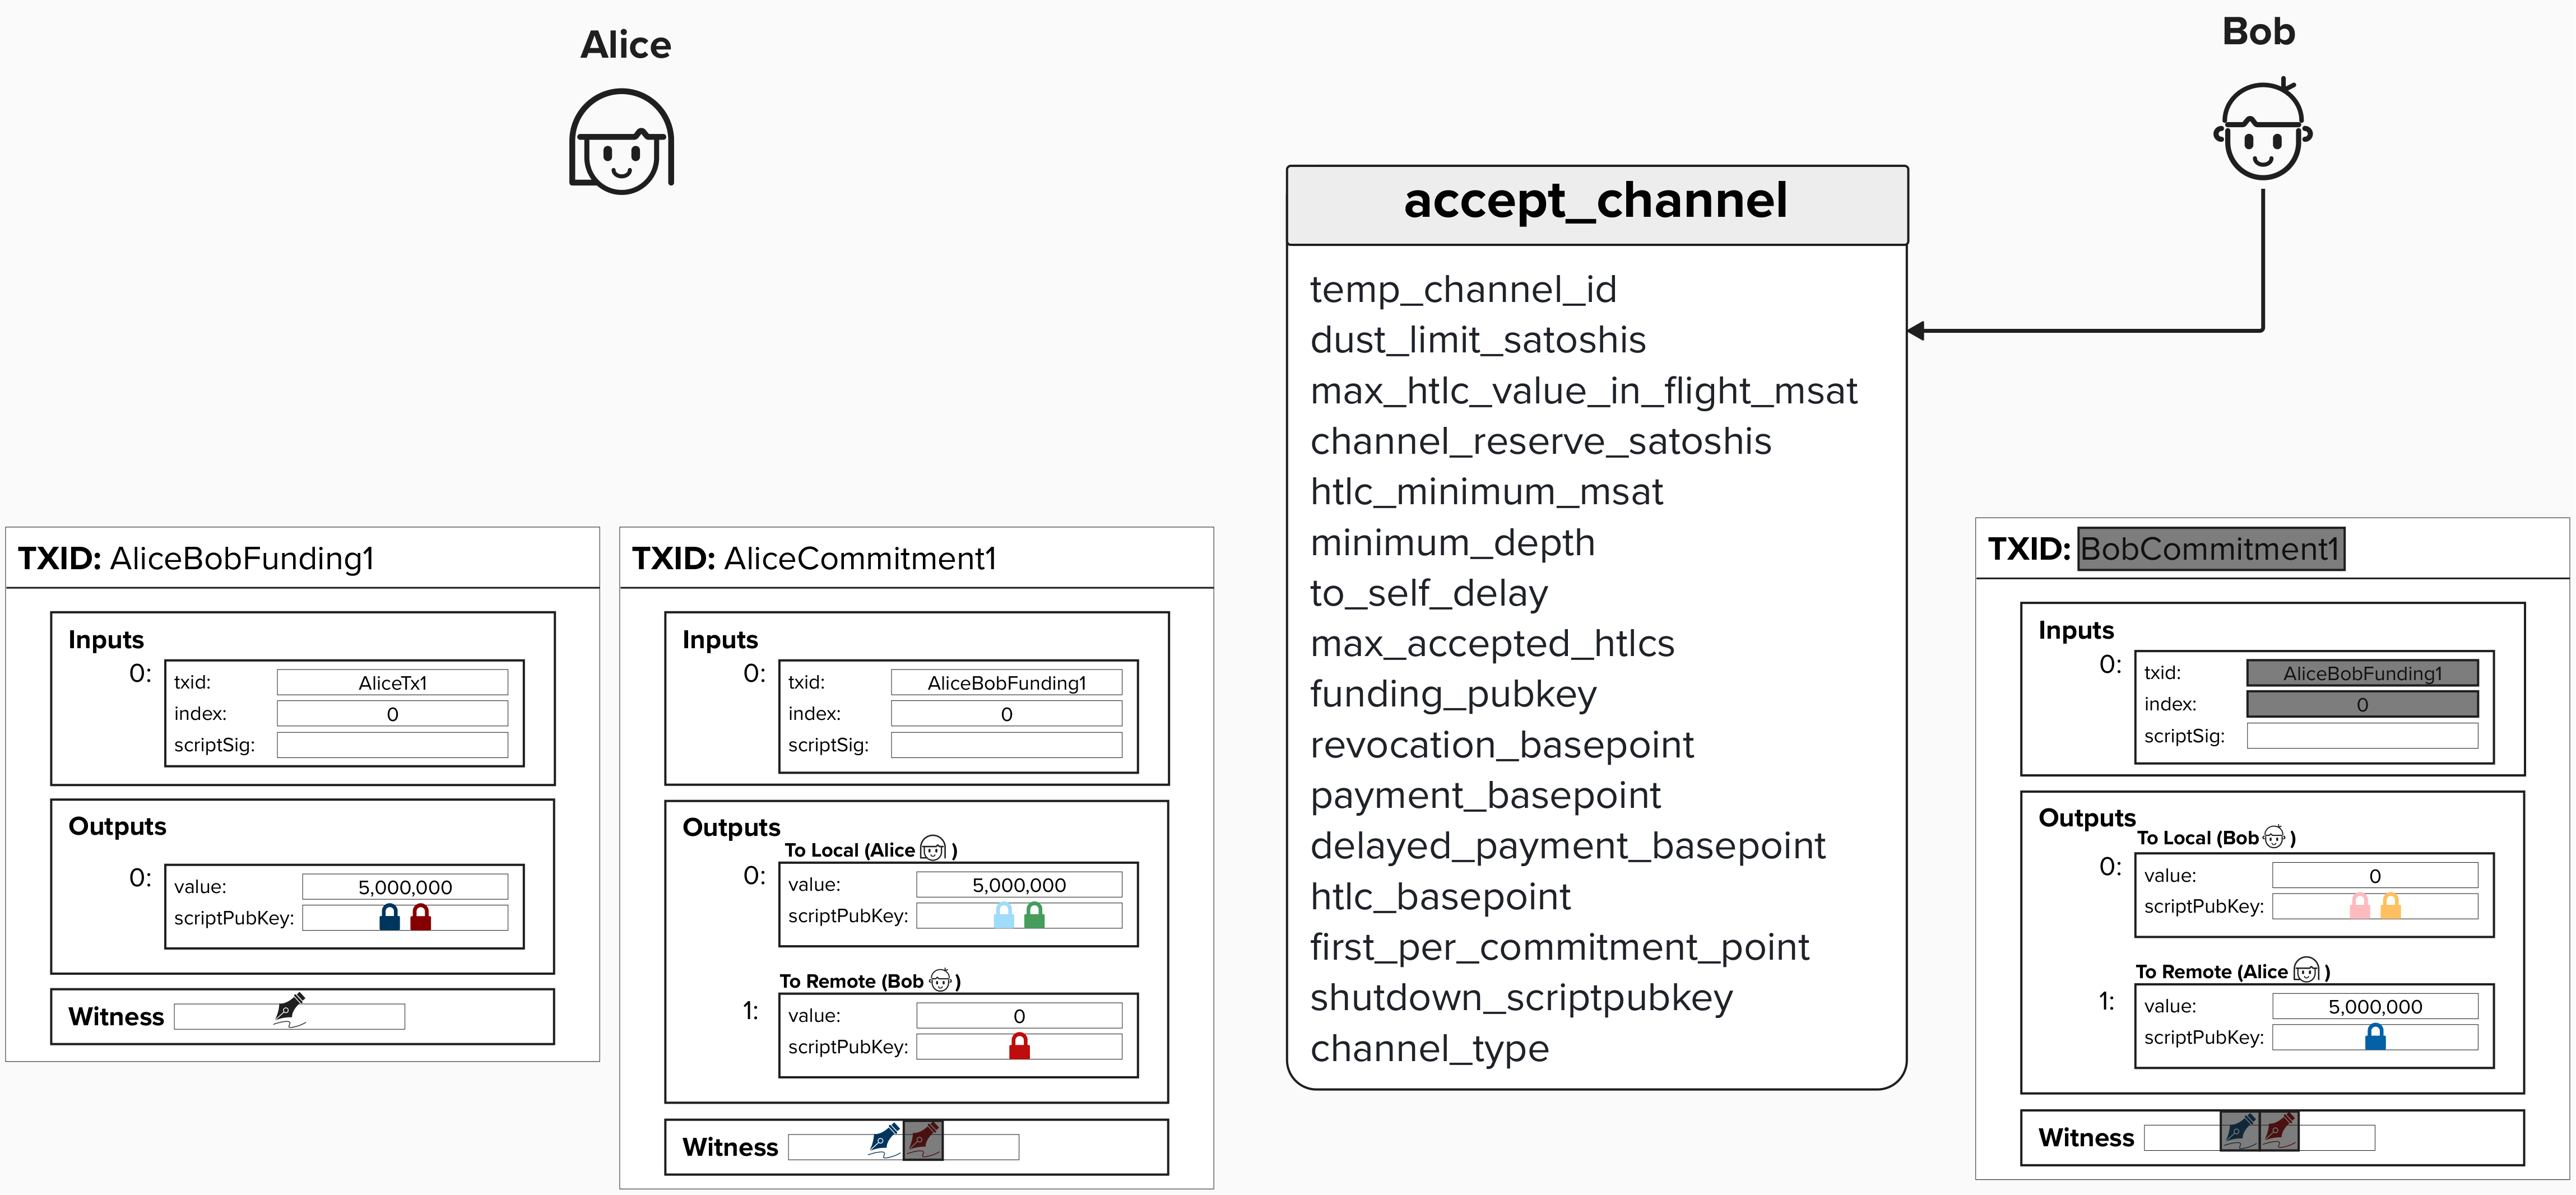 Alice
Bob
accept_channel
temp_channel_id
dust_limit_satoshis
max_htlc_value_in_flight_msat
channel_reserve_satoshis
htlc_minimum_msat
minimum_depth
to_self_delay
max_accepted_htlcs
funding_pubkey
revocation_basepoint
payment_basepoint
delayed_payment_basepoint
htlc_basepoint
first_per_commitment_point
shutdown_scriptpubkey
channel_type
TXID: AliceBobFunding1
Inputs
0:
txid: AliceTx1
index: 0
scriptSig:
Outputs
0:
value: 5,000,000
scriptPubKey:
Witness
TXID: AliceCommitment1
Inputs
0:
txid: AliceBobFunding1
index: 0
scriptSig:
Outputs
To Local (Alice )
0:
value: 5,000,000
scriptPubKey:
To Remote (Bob )
1:
value: 0
scriptPubKey:
Witness
TXID: BobCommitment1
Inputs
0:
txid: AliceBobFunding1
index: 0
scriptSig:
Outputs
To Local (Bob )
0:
value: 0
scriptPubKey:
To Remote (Alice )
1:
value: 5,000,000
scriptPubKey:
Witness